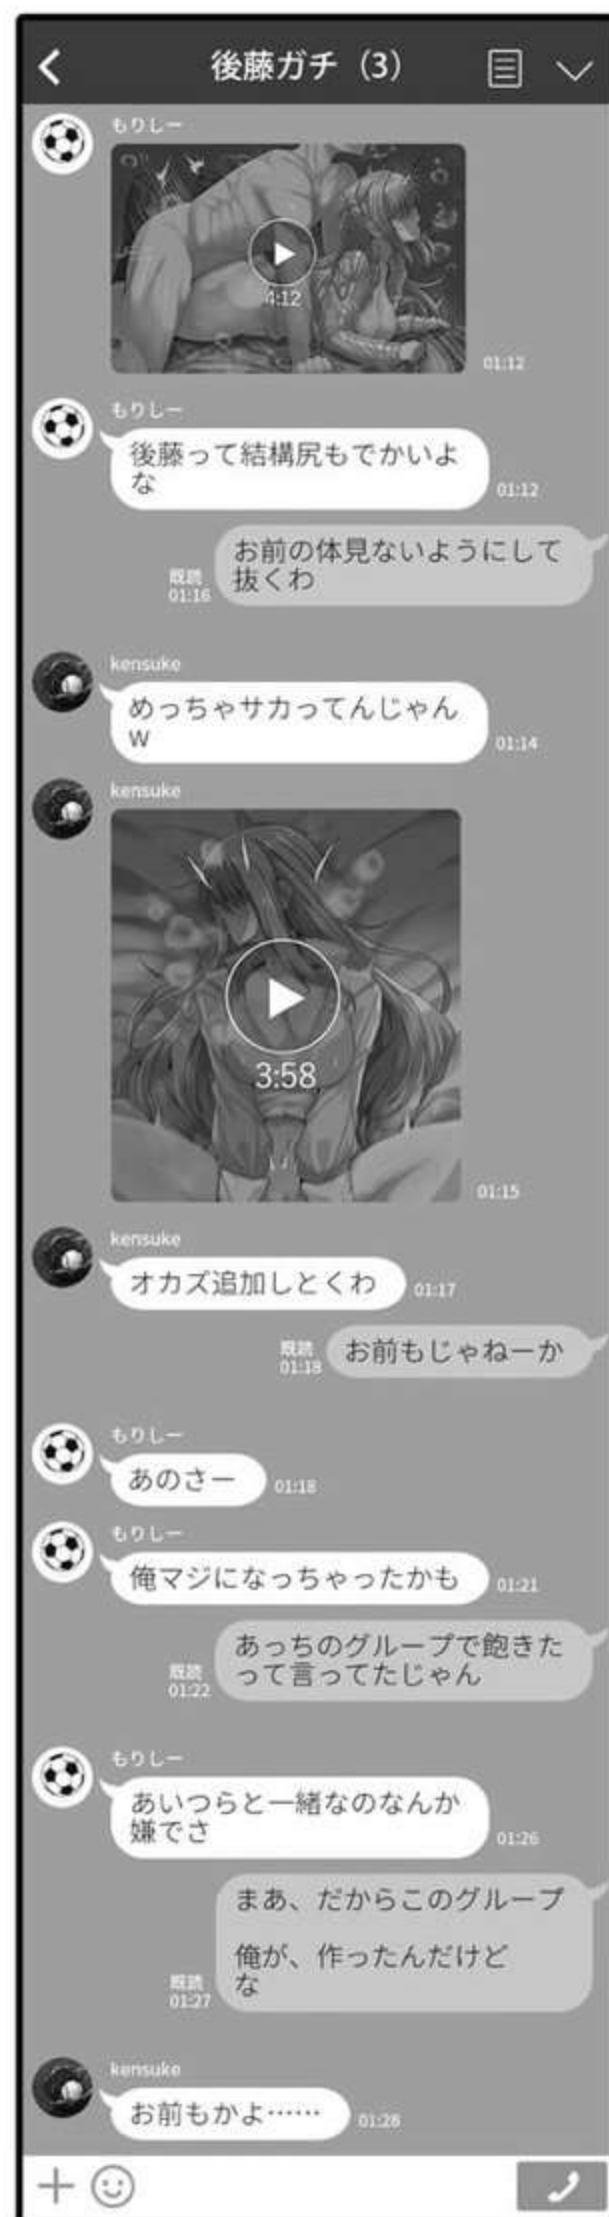 後藤ガチ（3）
もりしー
4:12
01:12
もりしー
後藤って結構尻もでかいよ
な
01:12
お前の体見ないようにして
抜くわ
既読
01:16
kensuke
めっちゃサカってんじゃん
w
01:14
kensuke
3:58
01:15
kensuke
オカズ追加しとくわ
01:17
お前もじゃねーか
既読
01:18
もりしー
あのさー
01:18
もりしー
俺マジになっちゃったかも
01:21
あっちのグループで飽きた
って言ってたじゃん
既読
01:22
もりしー
あいつらと一緒なのなんか
嫌でさ
01:26
まあ、だからこのグループ
俺が、作ったんだけど
な
既読
01:27
kensuke
お前もかよ……
01:28